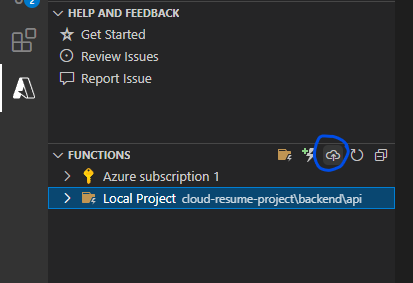 2
HELP AND FEEDBACK
Get Started
Review Issues
Report Issue
FUNCTIONS
Azure subscription 1
Local Project cloud-resume-project\backend\api